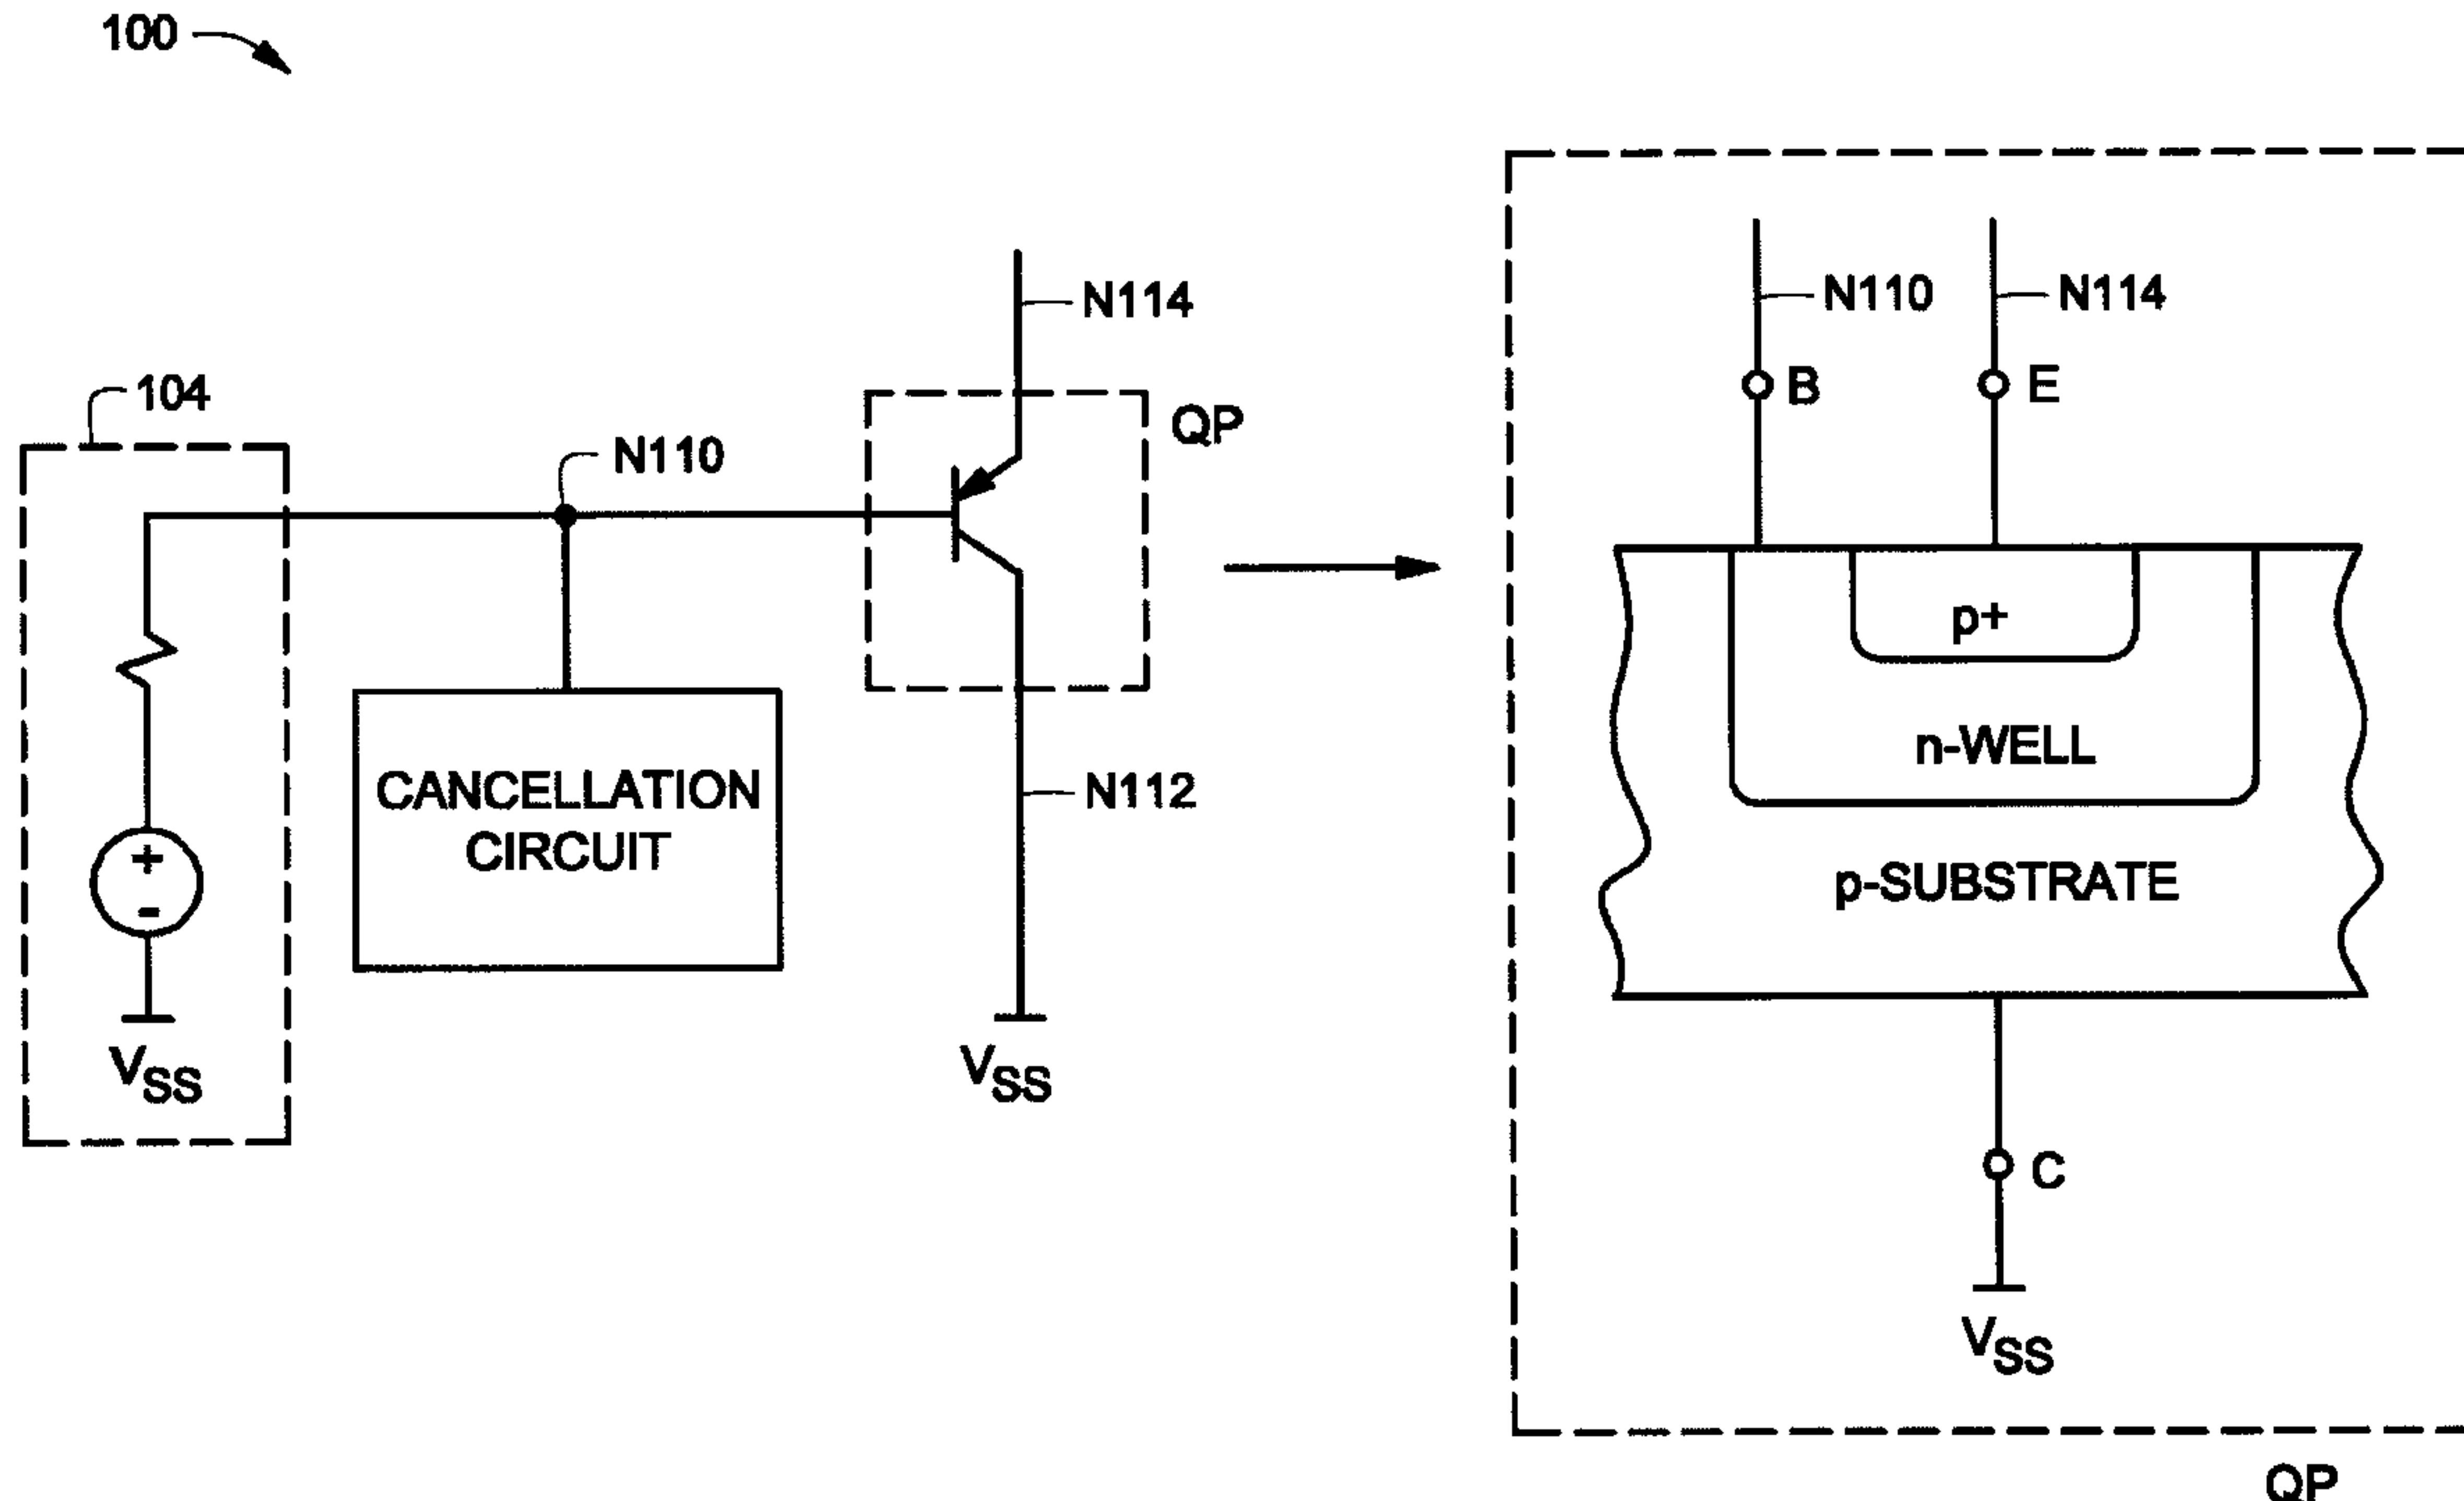 100
N114
104
N110
QP
CANCELLATION
CIRCUIT
N112
+
-
VSS
VSS
N110
N114
B
E
p+
n-WELL
p-SUBSTRATE
C
VSS
QP